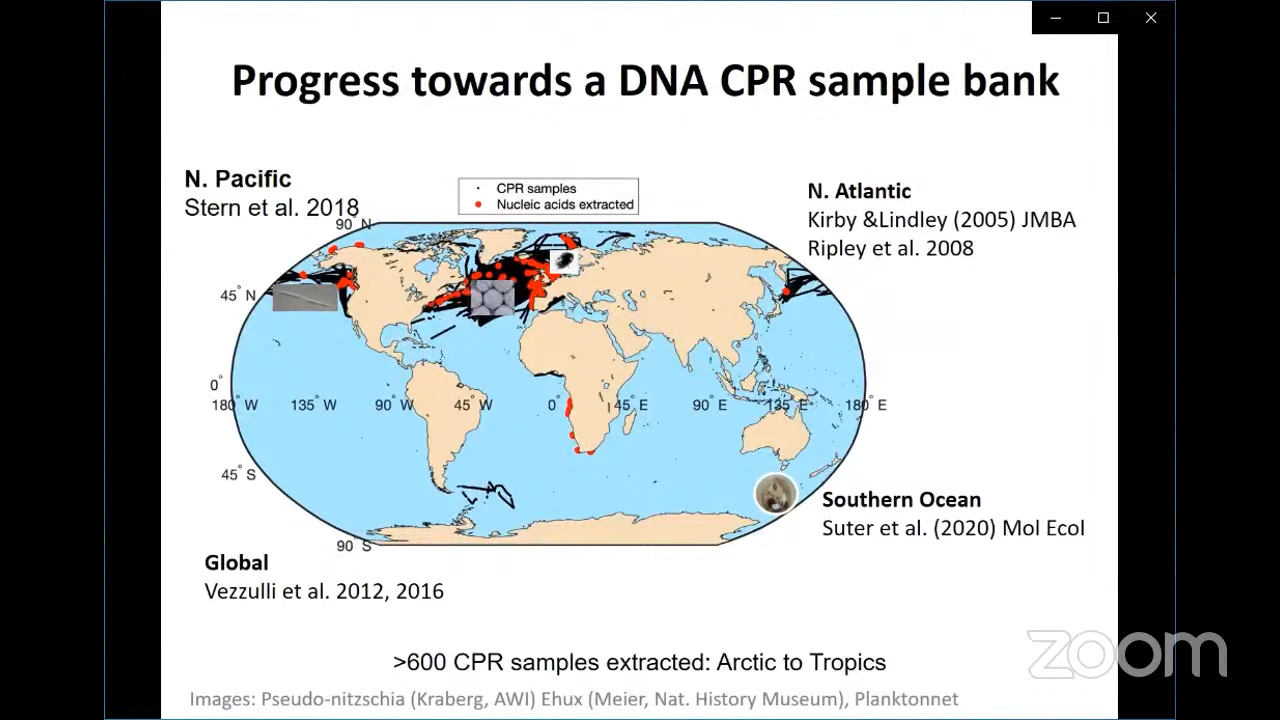 Progress towards a DNA CPR sample bank
N. Pacific
Stern et al. 2018
CPR samples
Nucleic acids extracted
N. Atlantic
Kirby &Lindley (2005) JMBA
Ripley et al. 2008
90° N
45° N
0°
180° W
135° W
90° W
45° W
0°
45° E
90° E
135° E
180° E
45° S
90° S
Southern Ocean
Suter et al. (2020) Mol Ecol
Global
Vezzulli et al. 2012, 2016
>600 CPR samples extracted: Arctic to Tropics
Images: Pseudo-nitzschia (Kraberg, AWI) Ehux (Meier, Nat. History Museum), Planktonnet
zoom